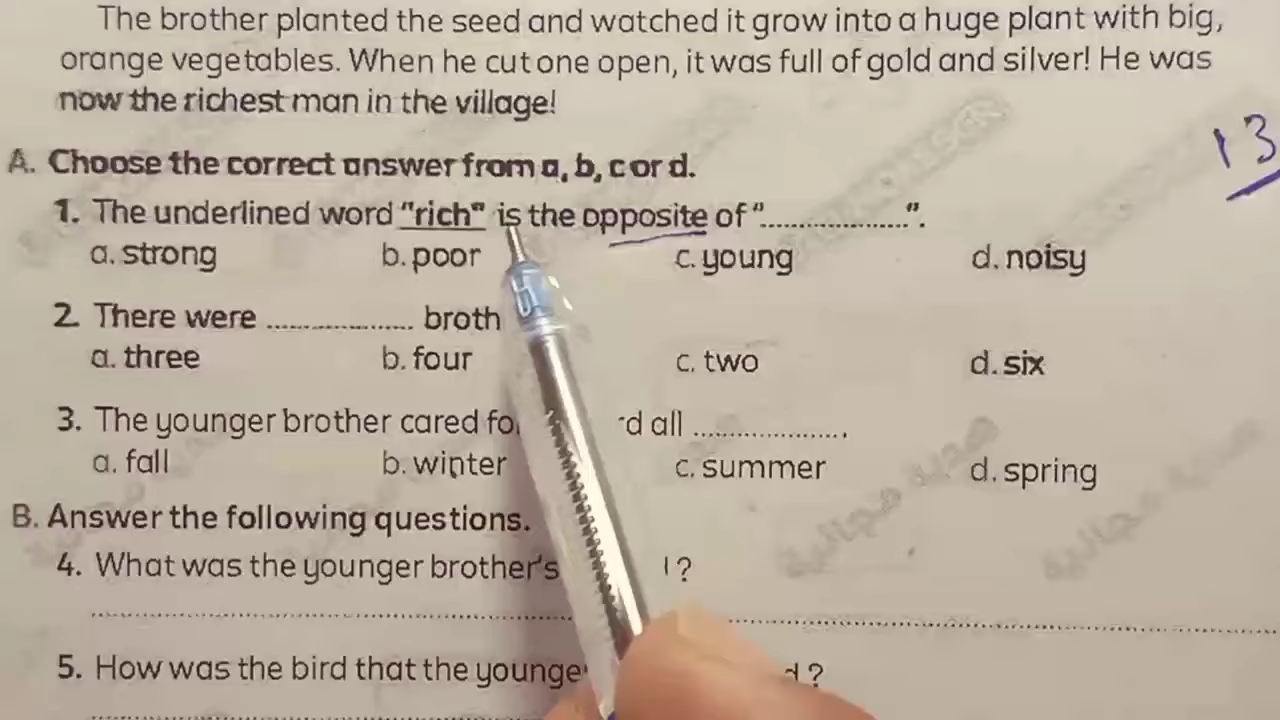 The brother planted the seed and watched it grow into a huge plant with big,
orange vegetables. When he cut one open, it was full of gold and silver! He was
now the richest man in the village!
13
A. Choose the correct answer from a, b, c or d.
1. The underlined word "rich" is the opposite of "..................".
a. strong b. poor c. young d. noisy
2. There were .................. broth
a. three b. four c. two d. six
3. The younger brother cared fo d all ...................
a. fall b. winter c. summer d. spring
B. Answer the following questions.
4. What was the younger brother's ?
5. How was the bird that the younge ?